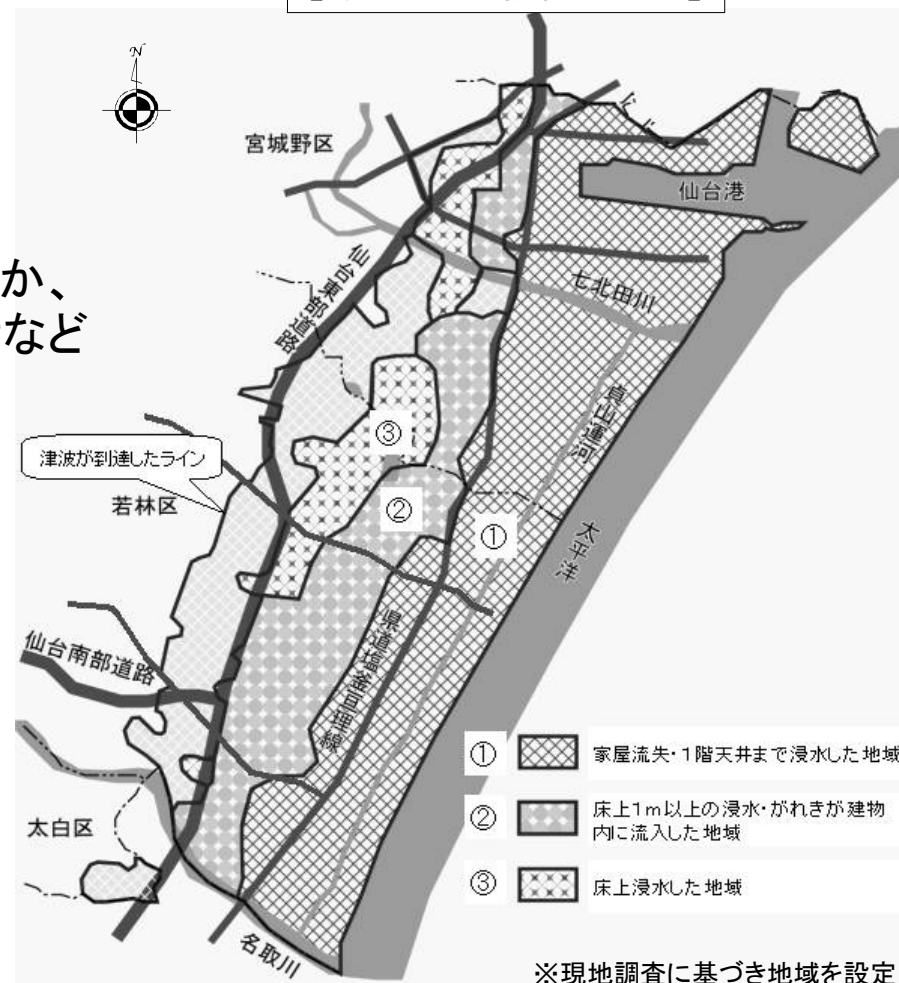 N
宮城野区
仙台港
七北田川
仙台東部道路
か、
など
貞山運河
③
津波が到達したライン
若林区
②
①
太平洋
県道塩釜亘理線
仙台南部道路
① 家屋流失・1階天井まで浸水した地域
② 床上1m以上の浸水・がれきが建物
内に流入した地域
太白区
③ 床上浸水した地域
名取川
※現地調査に基づき地域を設定